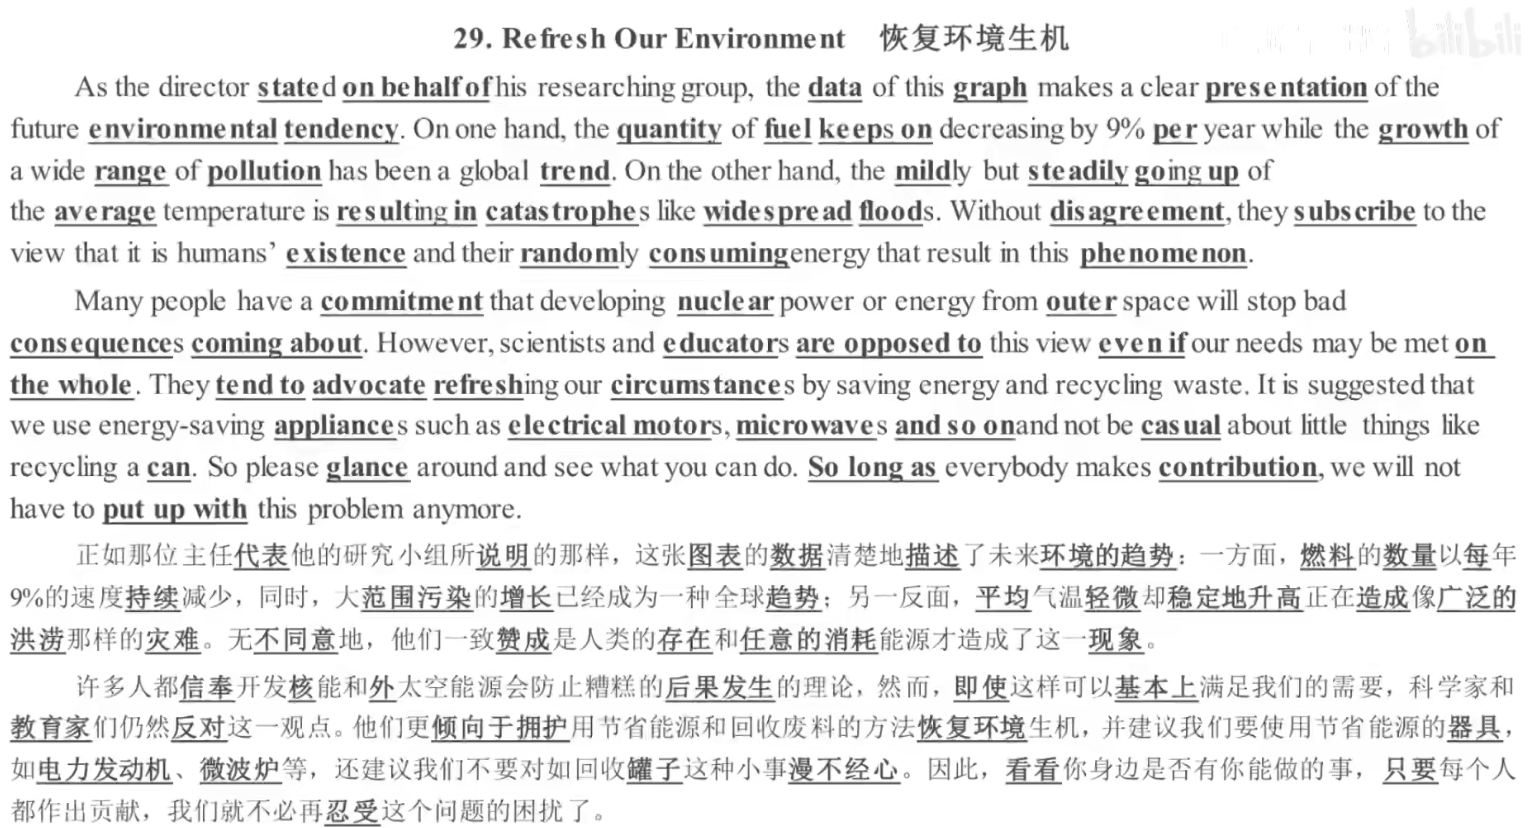 29. Refresh Our Environment 恢复环境生机
As the director stated on behalf of his researching group, the data of this graph makes a clear presentation of the
future environmental tendency. On one hand, the quantity of fuel keeps on decreasing by 9% per year while the growth of
a wide range of pollution has been a global trend. On the other hand, the mildly but steadily going up of
the average temperature is resulting in catastrophes like widespread floods. Without disagreement, they subscribe to the
view that it is humans' existence and their randomly consuming energy that result in this phenomenon.
Many people have a commitment that developing nuclear power or energy from outer space will stop bad
consequences coming about. However, scientists and educators are opposed to this view even if our needs may be met on
the whole. They tend to advocate refreshing our circumstances by saving energy and recycling waste. It is suggested that
we use energy-saving appliances such as electrical motors, microwaves and so on and not be casual about little things like
recycling a can. So please glance around and see what you can do. So long as everybody makes contribution, we will not
have to put up with this problem anymore.
正如那位主任代表他的研究小组所说明的那样，这张图表的数据清楚地描述了未来环境的趋势：一方面，燃料的数量以每年
9%的速度持续减少，同时，大范围污染的增长已经成为一种全球趋势；另一反面，平均气温轻微却稳定地升高正在造成像广泛的
洪涝那样的灾难。无不同意地，他们一致赞成是人类的存在和任意的消耗能源才造成了这一现象。
许多人都信奉开发核能和外太空能源会防止糟糕的后果发生的理论，然而，即使这样可以基本上满足我们的需要，科学家和
教育家们仍然反对这一观点。他们更倾向于拥护用节省能源和回收废料的方法恢复环境生机，并建议我们要使用节省能源的器具，
如电力发动机、微波炉等，还建议我们不要对如回收罐子这种小事漫不经心。因此，看看你身边是否有你能做的事，只要每个人
都作出贡献，我们就不必再忍受这个问题的困扰了。
bilibili